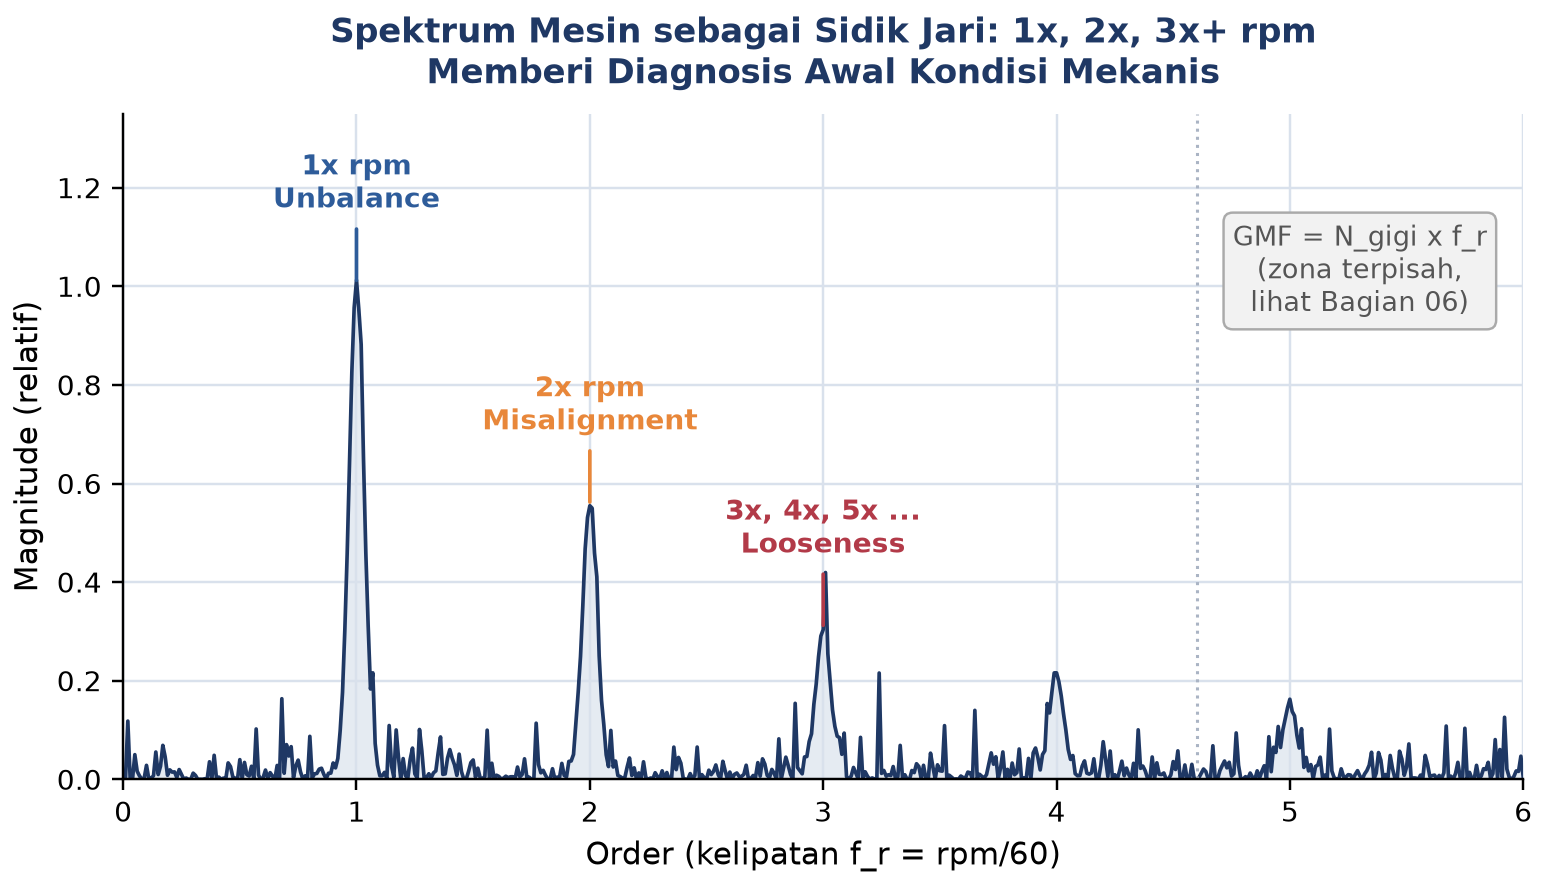 Spektrum Mesin sebagai Sidik Jari: 1x, 2x, 3x+ rpm
Memberi Diagnosis Awal Kondisi Mekanis
1x rpm
Unbalance
2x rpm
Misalignment
3x, 4x, 5x ...
Looseness
GMF = N_gigi x f_r
(zona terpisah,
lihat Bagian 06)
Magnitude (relatif)
1.2
1.0
0.8
0.6
0.4
0.2
0.0
0 1 2 3 4 5 6
Order (kelipatan f_r = rpm/60)